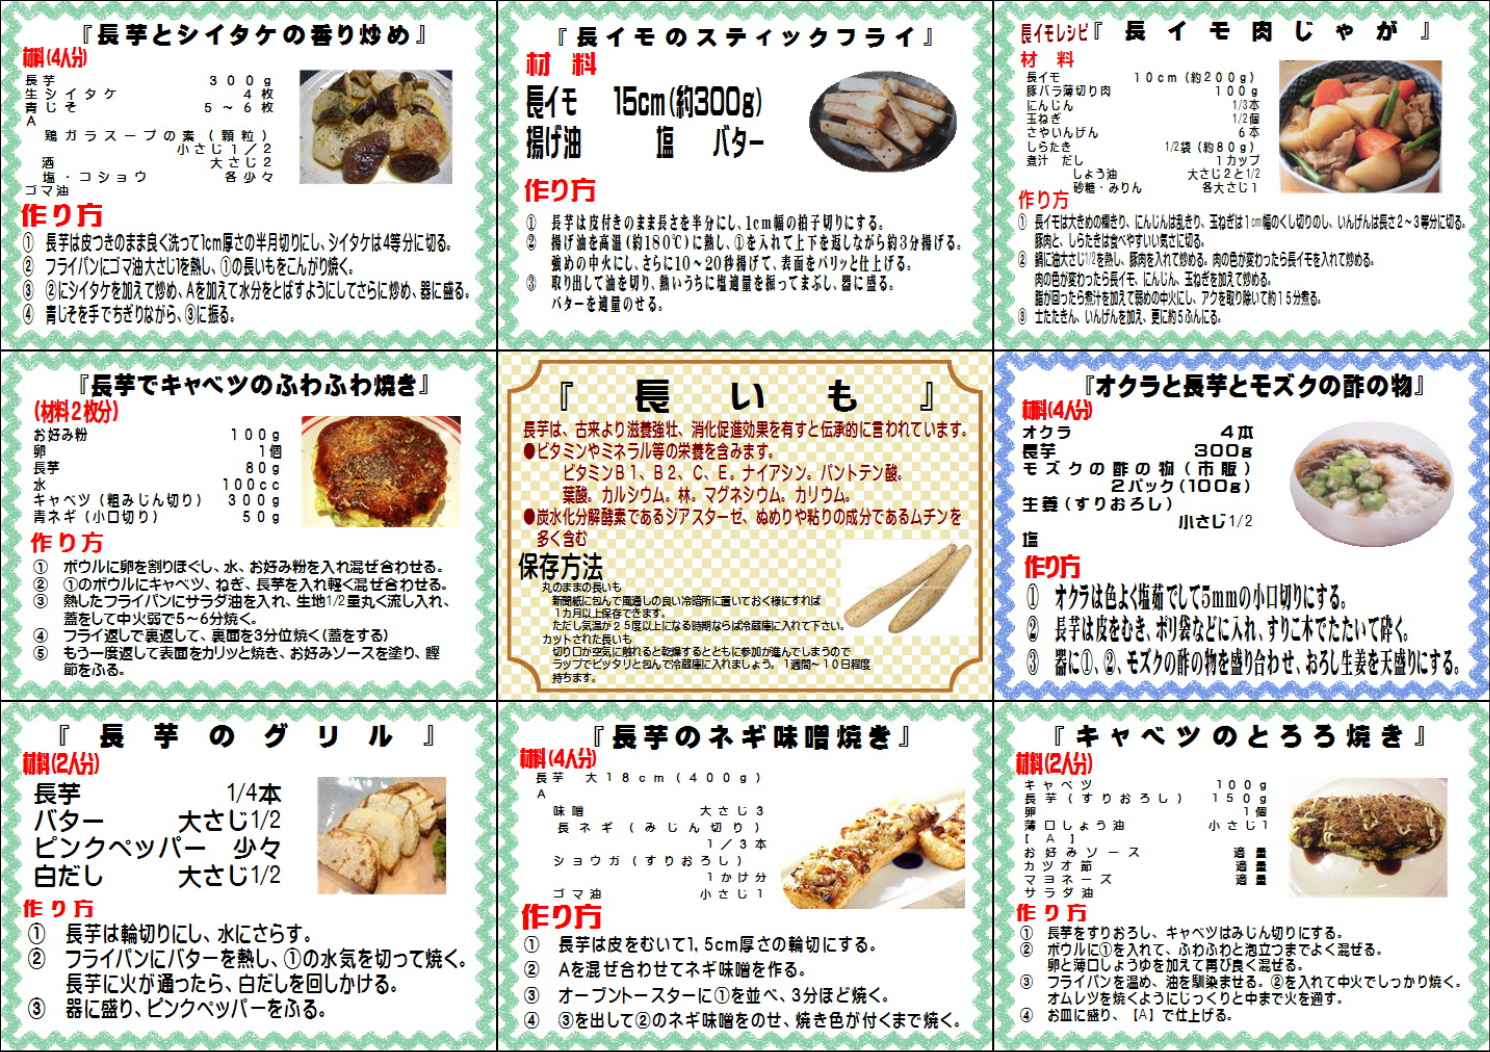 『長芋とシイタケの香り炒め』
材料(4人分)
長芋 300g
生シイタケ 4枚
青じそ 5～6枚
A
鶏ガラスープの素(顆粒)
小さじ1/2
酒 大さじ2
塩・コショウ 各少々
ゴマ油
作り方
① 長芋は皮つきのまま良く洗って1cm厚さの半月切りにし、シイタケは4等分に切る。
② フライパンにゴマ油大さじ1を熱し、①の長いもをこんがり焼く。
③ ②にシイタケを加えて炒め、Aを加えて水分をとばすようにしてさらに炒め、器に盛る。
④ 青じそを手でちぎりながら、③に振る。
『長イモのスティックフライ』
材料
長イモ 15cm(約300g)
揚げ油 塩 バター
作り方
① 長芋は皮付きのまま長さを半分にし、1cm幅の拍子切りにする。
② 揚げ油を高温(約180℃)に熱し、①を入れて上下を返しながら約3分揚げる。
強めの中火にし、さらに10～20秒揚げて、表面をパリッと仕上げる。
③ 取り出して油を切り、熱いうちに塩適量を振ってまぶし、器に盛る。
バターを適量のせる。
長イモレシピ『長イモ肉じゃが』
材料
長イモ 10cm(約200g)
豚バラ薄切り肉 100g
にんじん 1/3本
玉ねぎ 1/2個
さやいんげん 6本
しらたき 1/2袋(約80g)
煮汁 だし 1カップ
しょう油 大さじ2と1/2
砂糖・みりん 各大さじ1
作り方
① 長イモは大きめの欄きり、にんじんは乱きり、玉ねぎは1cm幅のくし切りのし、いんげんは長さ2～3等分に切る。
豚肉と、しらたきは食べやすいい気さに切る。
② 鍋に油大さじ1/2を熱し、豚肉を入れて炒める。肉の色が変わったら長イモを入れて炒める。
肉の色が変わったら長イモ、にんじん、玉ねぎを加えて炒める。
脂が回ったら煮汁を加えて弱めの中火にし、アクを取り除いて約15分煮る。
③ 士たたきん、いんげんを加え、更に約5ふんにる。
『長芋でキャベツのふわふわ焼き』
(材料2枚分)
お好み粉 100g
卵 1個
長芋 80g
水 100cc
キャベツ(粗みじん切り) 300g
青ネギ(小口切り) 50g
作り方
① ボウルに卵を割りほぐし、水、お好み粉を入れ混ぜ合わせる。
② ①のボウルにキャベツ、ねぎ、長芋を入れ軽く混ぜ合わせる。
③ 熱したフライパンにサラダ油を入れ、生地1/2量丸く流し入れ、
蓋をして中火弱で5～6分焼く。
④ フライ返しで裏返して、裏面を3分位焼く(蓋をする)
⑤ もう一度返して表面をカリッと焼き、お好みソースを塗り、鰹
節をふる。
『長いも』
長芋は、古来より滋養強壮、消化促進効果を有すと伝承的に言われています。
●ビタミンやミネラル等の栄養を含みます。
ビタミンB1、B2、C、E。ナイアシン。パントテン酸。
葉酸。カルシウム。林。マグネシウム。カリウム。
●炭水化分解酵素であるジアスターゼ、ぬめりや粘りの成分であるムチンを
多く含む
保存方法
丸のままの長いも
新聞紙に包んで風通しの良い冷暗所に置いておく様にすれば
1カ月以上保存できます。
ただし気温が25度以上になる時期ならば冷蔵庫に入れて下さい。
カットされた長いも
切り口が空気に触れると乾燥するとともに参加が進んでしまうので
ラップでピッタリと包んで冷蔵庫に入れましょう。1週間～10日程度
持ちます。
『オクラと長芋とモズクの酢の物』
材料(4人分)
オクラ 4本
長芋 300g
モズクの酢の物(市販)
2パック(100g)
生姜(すりおろし)
小さじ1/2
塩
作り方
① オクラは色よく塩茹でして5mmの小口切りにする。
② 長芋は皮をむき、ポリ袋などに入れ、すりこ木でたたいて砕く。
③ 器に①、②、モズクの酢の物を盛り合わせ、おろし生姜を天盛りにする。
『長芋のグリル』
材料(2人分)
長芋 1/4本
バター 大さじ1/2
ピンクペッパー 少々
白だし 大さじ1/2
作り方
① 長芋は輪切りにし、水にさらす。
② フライパンにバターを熱し、①の水気を切って焼く。
長芋に火が通ったら、白だしを回しかける。
③ 器に盛り、ピンクペッパーをふる。
『長芋のネギ味噌焼き』
材料(4人分)
長芋 大18cm(400g)
A
味噌 大さじ3
長ネギ(みじん切り)
1/3本
ショウガ(すりおろし)
1かけ分
ゴマ油 小さじ1
作り方
① 長芋は皮をむいて1,5cm厚さの輪切にする。
② Aを混ぜ合わせてネギ味噌を作る。
③ オーブントースターに①を並べ、3分ほど焼く。
④ ③を出して②のネギ味噌をのせ、焼き色が付くまで焼く。
『キャベツのとろろ焼き』
材料(2人分)
キャベツ 100g
長芋(すりおろし) 150g
卵 1個
薄口しょう油 小さじ1
[A]
お好みソース 適量
カツオ節 適量
マヨネーズ 適量
サラダ油
作り方
① 長芋をすりおろし、キャベツはみじん切りにする。
② ボウルに①を入れて、ふわふわと泡立つまでよく混ぜる。
卵と薄口しょうゆを加えて再び良く混ぜる。
③ フライパンを温め、油を馴染ませる。②を入れて中火でしっかり焼く。
オムレツを焼くようにじっくりと中まで火を通す。
④ お皿に盛り、[A]で仕上げる。